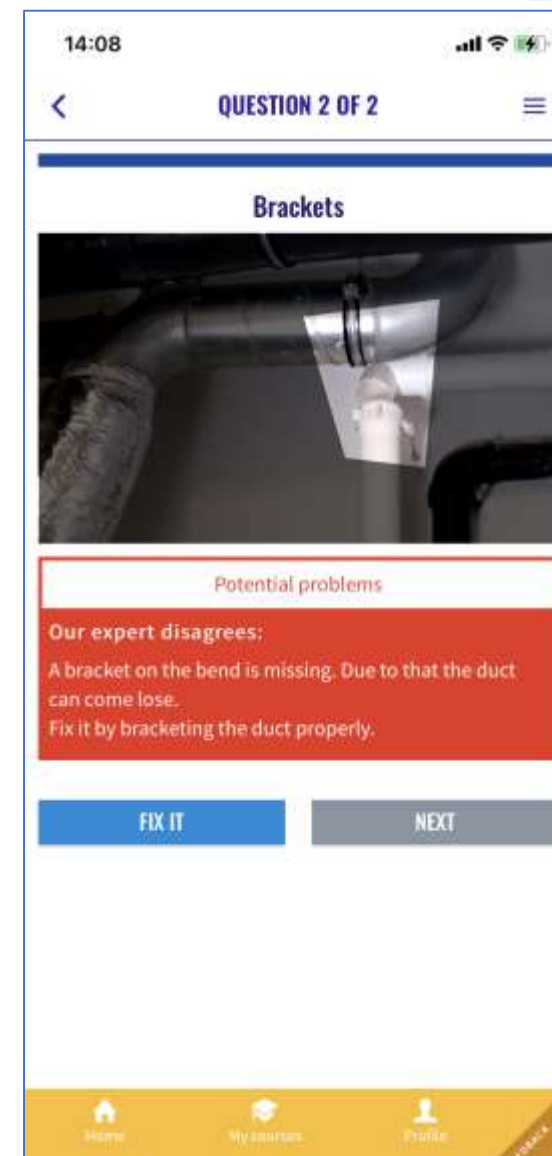 14:08
QUESTION 2 OF 2
Brackets
Potential problems
Our expert disagrees:
A bracket on the bend is missing. Due to that the duct
can come lose.
Fix it by bracketing the duct properly.
FIX IT
NEXT
Home
My courses
Profile